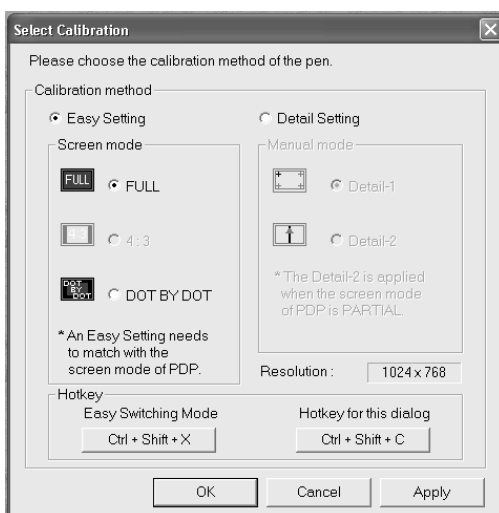 Select Calibration
Please choose the calibration method of the pen.
Calibration method
Easy Setting
Detail Setting
Screen mode
FULL
FULL
4:3
4 : 3
DOT
BY
DOT
DOT BY DOT
* An Easy Setting needs
to match with the
screen mode of PDP.
Manual mode
Detail-1
Detail-2
* The Detail-2 is applied
when the screen mode
of PDP is PARTIAL.
Resolution :
1024 x 768
Hotkey
Easy Switching Mode
Hotkey for this dialog
Ctrl + Shift + X
Ctrl + Shift + C
OK
Cancel
Apply